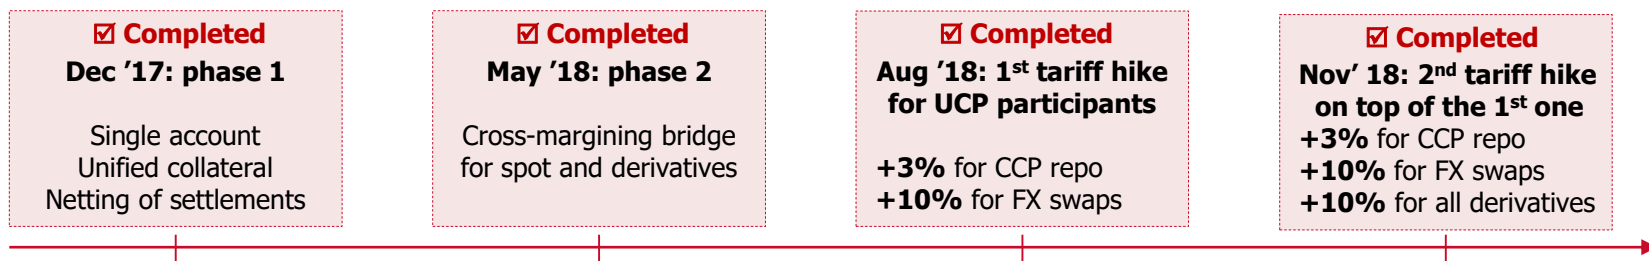 ☑ Completed
Dec ’17: phase 1
Single account
Unified collateral
Netting of settlements
☑ Completed
May ’18: phase 2
Cross-margining bridge
for spot and derivatives
☑ Completed
Aug ’18: 1st tariff hike
for UCP participants
+3% for CCP repo
+10% for FX swaps
☑ Completed
Nov’ 18: 2nd tariff hike
on top of the 1st one
+3% for CCP repo
+10% for FX swaps
+10% for all derivatives